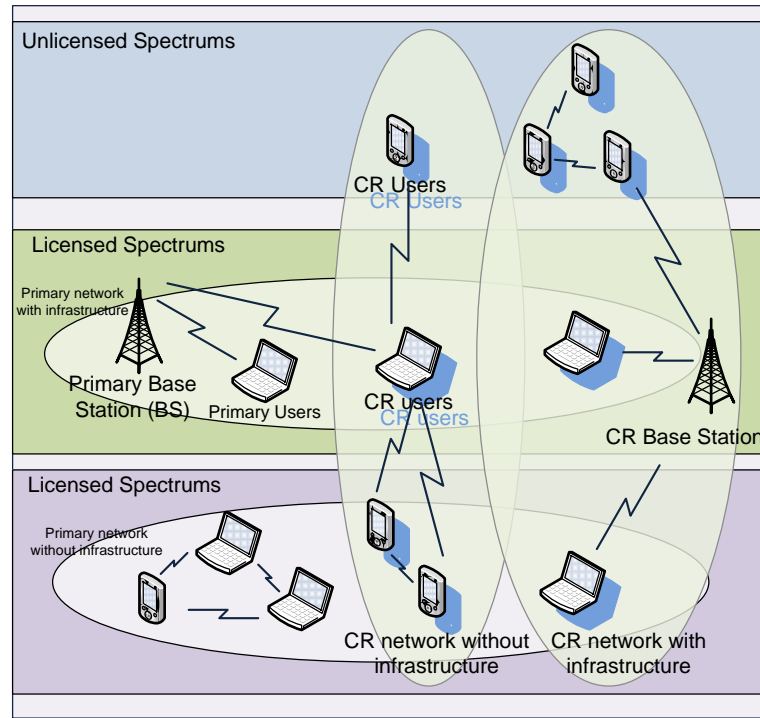 Unlicensed Spectrums
CR Users
CR Users
Licensed Spectrums
Primary network
with infrastructure
Primary Base
Station (BS)
Primary Users
CR users
CR users
CR Base Station
Licensed Spectrums
Primary network
without infrastructure
CR network without
infrastructure
CR network with
infrastructure